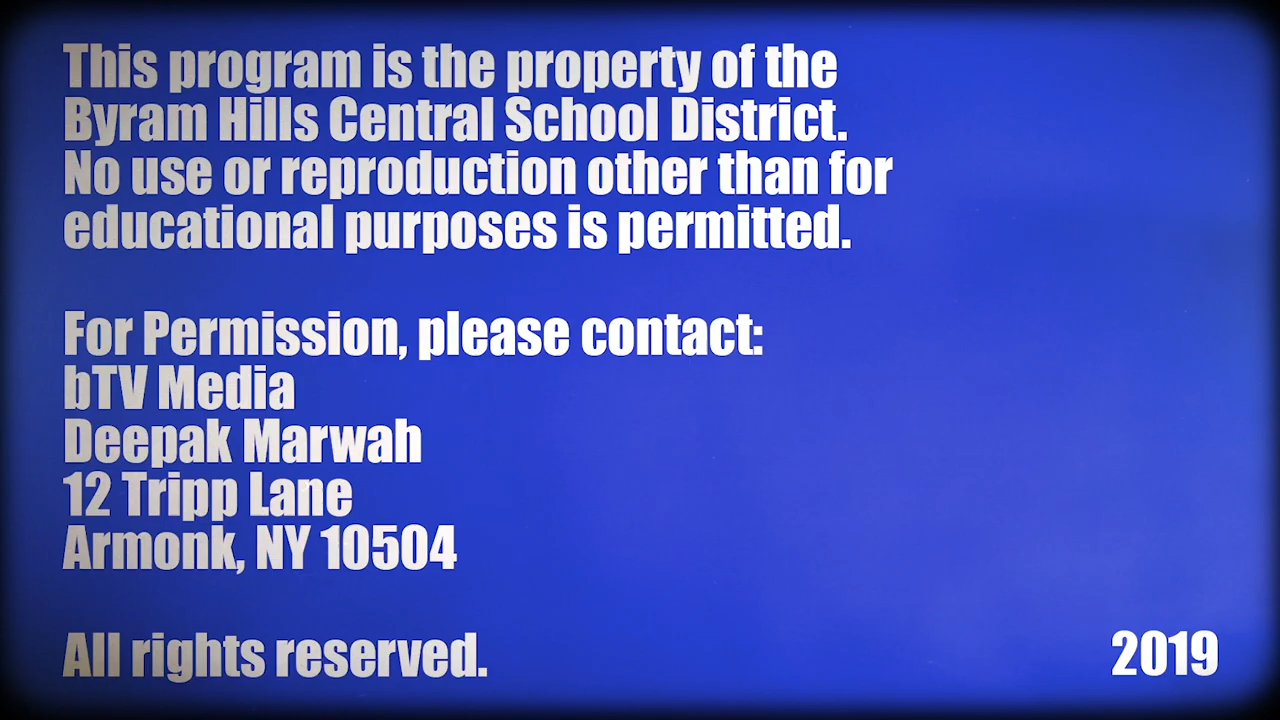 This program is the property of the
Byram Hills Central School District.
No use or reproduction other than for
educational purposes is permitted.
For Permission, please contact:
bTV Media
Deepak Marwah
12 Tripp Lane
Armonk, NY 10504
All rights reserved.
2019